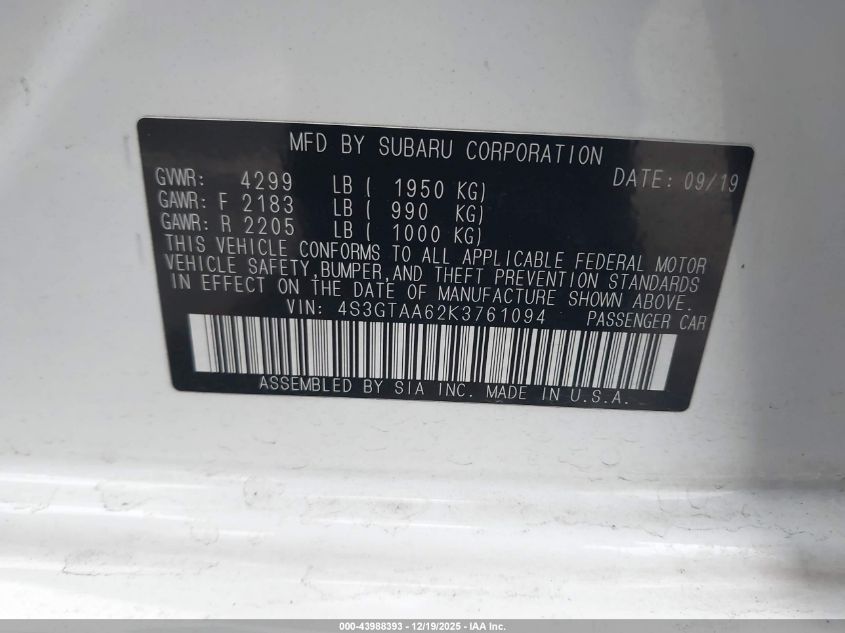 MFD BY SUBARU CORPORATION
DATE: 09/19
GVWR: 4299 LB ( 1950 KG)
GAWR: F 2183 LB ( 990 KG)
GAWR: R 2205 LB ( 1000 KG)
THIS VEHICLE CONFORMS TO ALL APPLICABLE FEDERAL MOTOR
VEHICLE SAFETY,BUMPER,AND THEFT PREVENTION STANDARDS
IN EFFECT ON THE DATE OF MANUFACTURE SHOWN ABOVE.
VIN: 4S3GTAA62K3761094 PASSENGER CAR
ASSEMBLED BY SIA INC. MADE IN U.S.A.
000-43988393 - 12/19/2025 - IAA Inc.